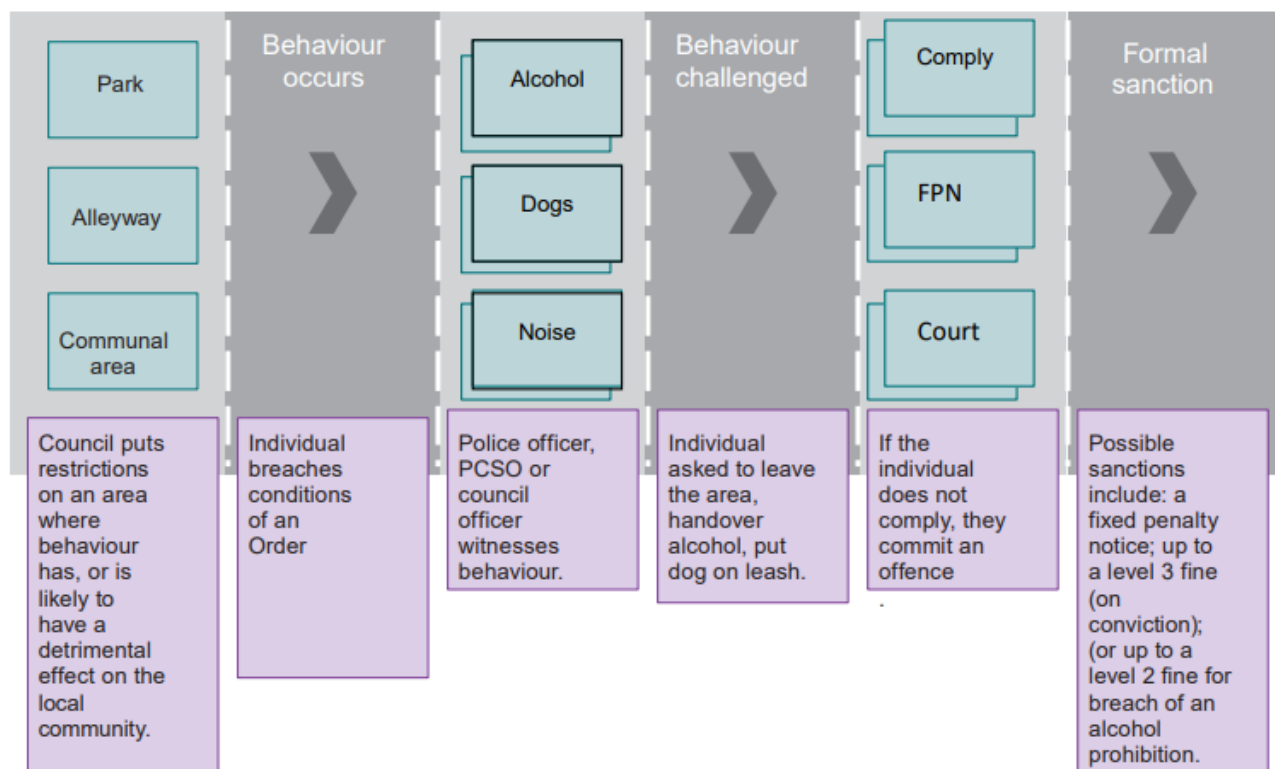 Park
Alleyway
Communal
area
Behaviour
occurs
Alcohol
Dogs
Noise
Behaviour
challenged
Comply
FPN
Court
Formal
sanction
Council puts
restrictions
on an area
where
behaviour
has, or is
likely to
have a
detrimental
effect on the
local
community.
Individual
breaches
conditions
of an
Order
Police officer,
PCSO or
council
officer
witnesses
behaviour.
Individual
asked to leave
the area,
handover
alcohol, put
dog on leash.
If the
individual
does not
comply, they
commit an
offence
.
Possible
sanctions
include: a
fixed penalty
notice; up to
a level 3 fine
(on
conviction);
(or up to a
level 2 fine for
breach of an
alcohol
prohibition.